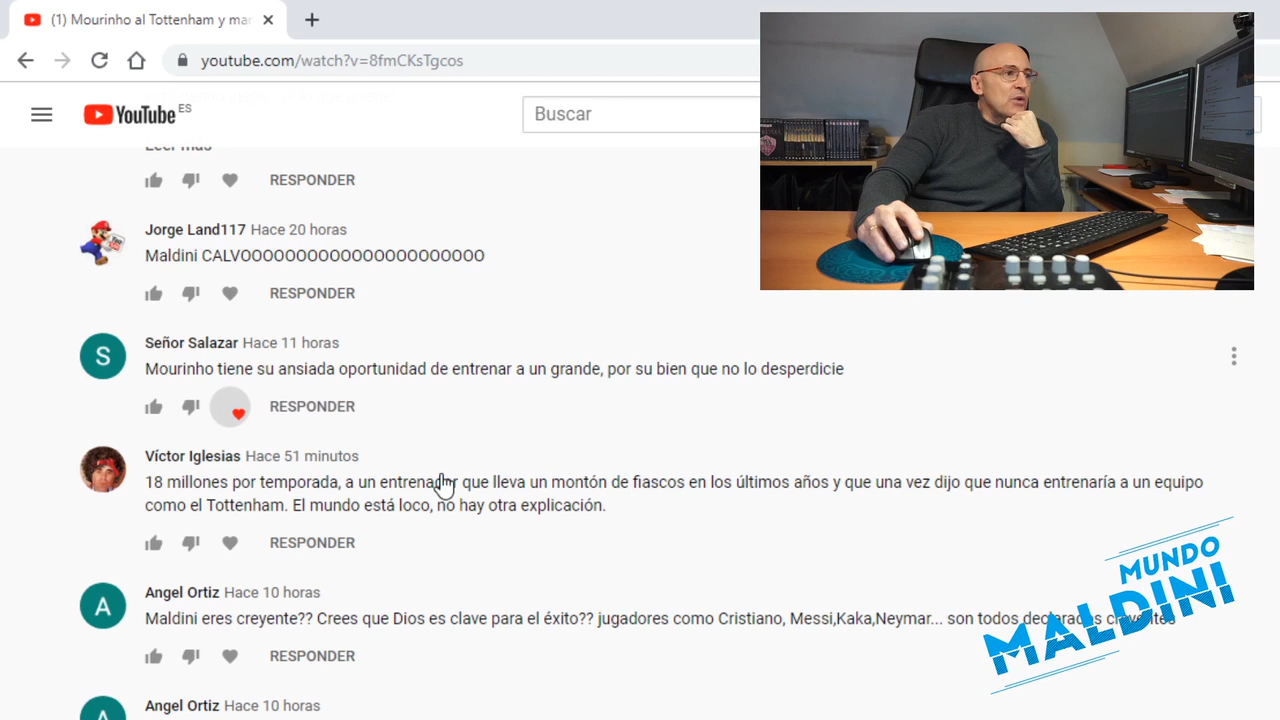 (1) Mourinho al Tottenham y ma
youtube.com/watch?v=8fmCKsTgcos
YouTube ES
Buscar
Leer más
RESPONDER
Jorge Land117 Hace 20 horas
Maldini CALVOOOOOOOOOOOOOOOOOOOOOOO
RESPONDER
S
Señor Salazar Hace 11 horas
Mourinho tiene su ansiada oportunidad de entrenar a un grande, por su bien que no lo desperdicie
RESPONDER
Víctor Iglesias Hace 51 minutos
18 millones por temporada, a un entrenador que lleva un montón de fiascos en los últimos años y que una vez dijo que nunca entrenaría a un equipo
como el Tottenham. El mundo está loco, no hay otra explicación.
RESPONDER
A
Angel Ortiz Hace 10 horas
Maldini eres creyente?? Crees que Dios es clave para el éxito?? jugadores como Cristiano, Messi,Kaka,Neymar... son todos declarados creyentes
RESPONDER
Angel Ortiz Hace 10 horas
MUNDO
MALDINI